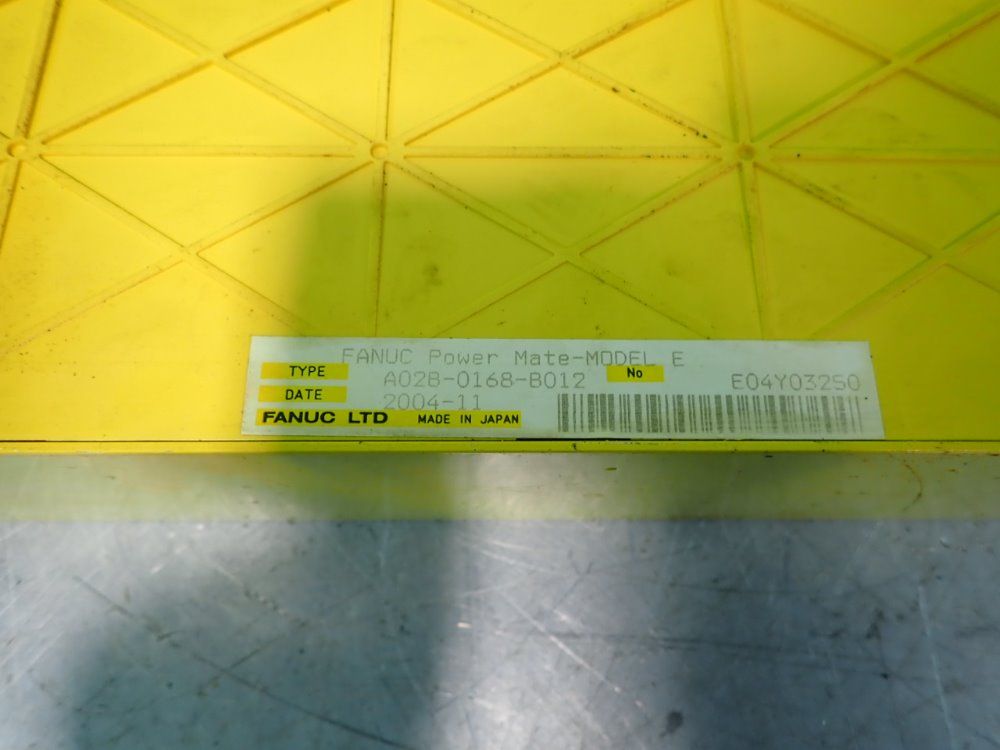 FANUC Power Mate-MODEL E
TYPE A02B-0168-B012 No E04Y03250
DATE 2004-11
FANUC LTD MADE IN JAPAN